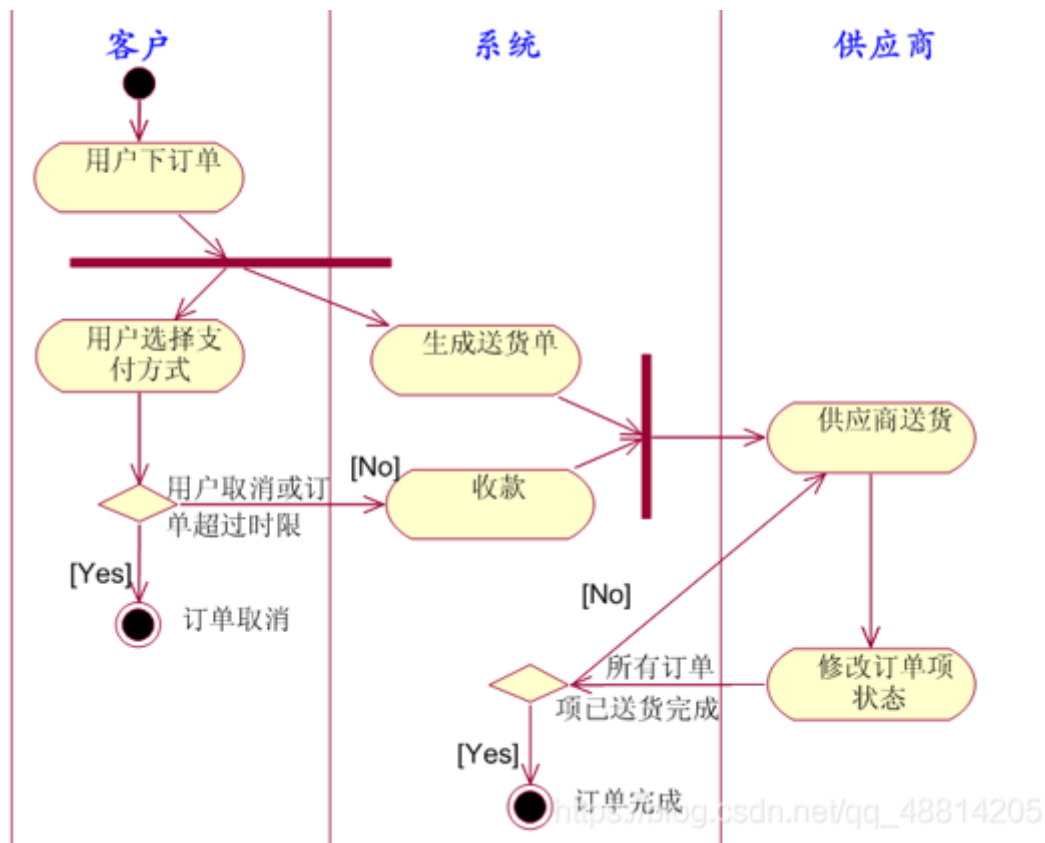 客户
系统
供应商
用户下订单
用户选择支
付方式
生成送货单
供应商送货
[No]
收款
用户取消或订
单超过时限
[Yes]
订单取消
[No]
所有订单
项已送货完成
修改订单项
状态
[Yes]
订单完成
https://blog.csdn.net/qq_48814205